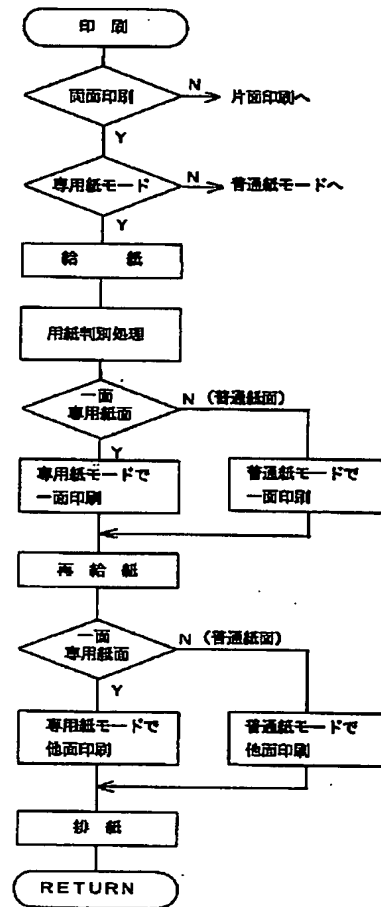 印刷
両面印刷
N
片面印刷へ
Y
専用紙モード
N
普通紙モードへ
Y
給紙
用紙判別処理
一面
専用紙面
N (普通紙面)
Y
専用紙モードで
一面印刷
普通紙モードで
一面印刷
再給紙
一面
専用紙面
N (普通紙面)
Y
専用紙モードで
他面印刷
普通紙モードで
他面印刷
排紙
RETURN